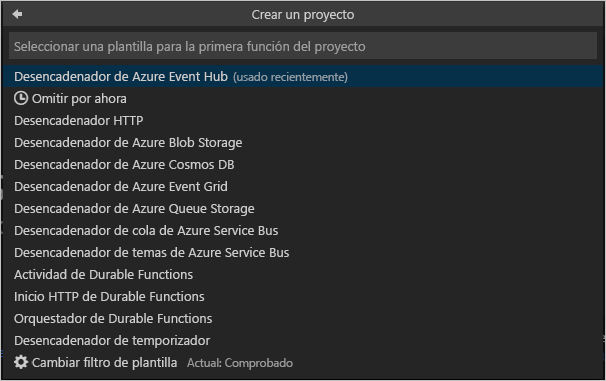 Crear un proyecto
Seleccionar una plantilla para la primera función del proyecto
Desencadenador de Azure Event Hub (usado recientemente)
Omitir por ahora
Desencadenador HTTP
Desencadenador de Azure Blob Storage
Desencadenador de Azure Cosmos DB
Desencadenador de Azure Event Grid
Desencadenador de Azure Queue Storage
Desencadenador de cola de Azure Service Bus
Desencadenador de temas de Azure Service Bus
Actividad de Durable Functions
Inicio HTTP de Durable Functions
Orquestador de Durable Functions
Desencadenador de temporizador
Cambiar filtro de plantilla Actual: Comprobado